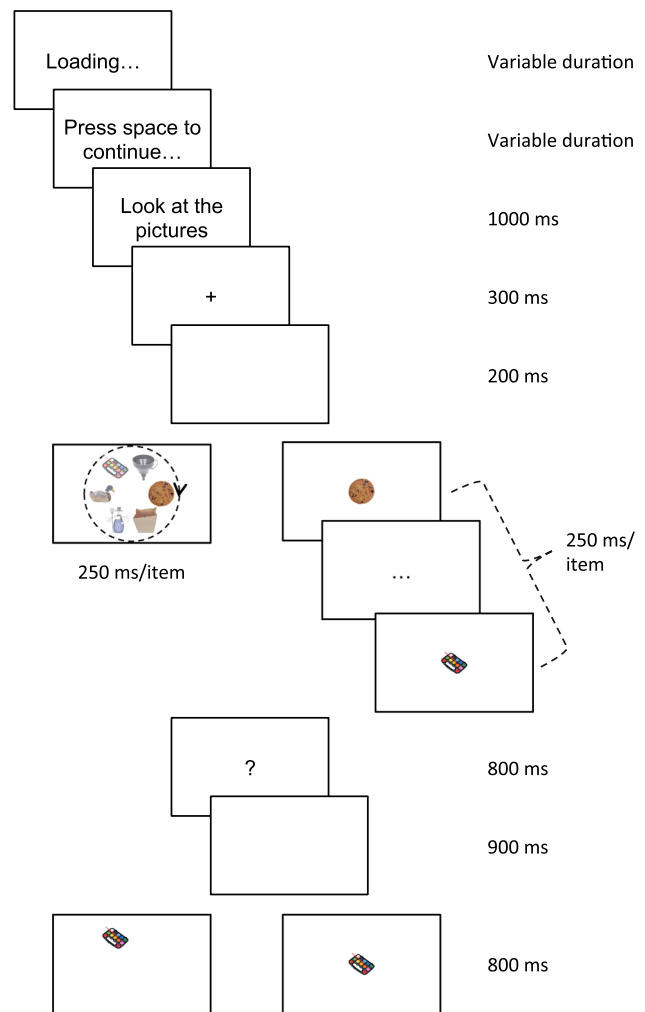 Loading…
Variable duration
Press space to
continue…
Variable duration
Look at the
pictures
1000 ms
+
300 ms
200 ms
250 ms/item
…
250 ms/
item
?
800 ms
900 ms
800 ms